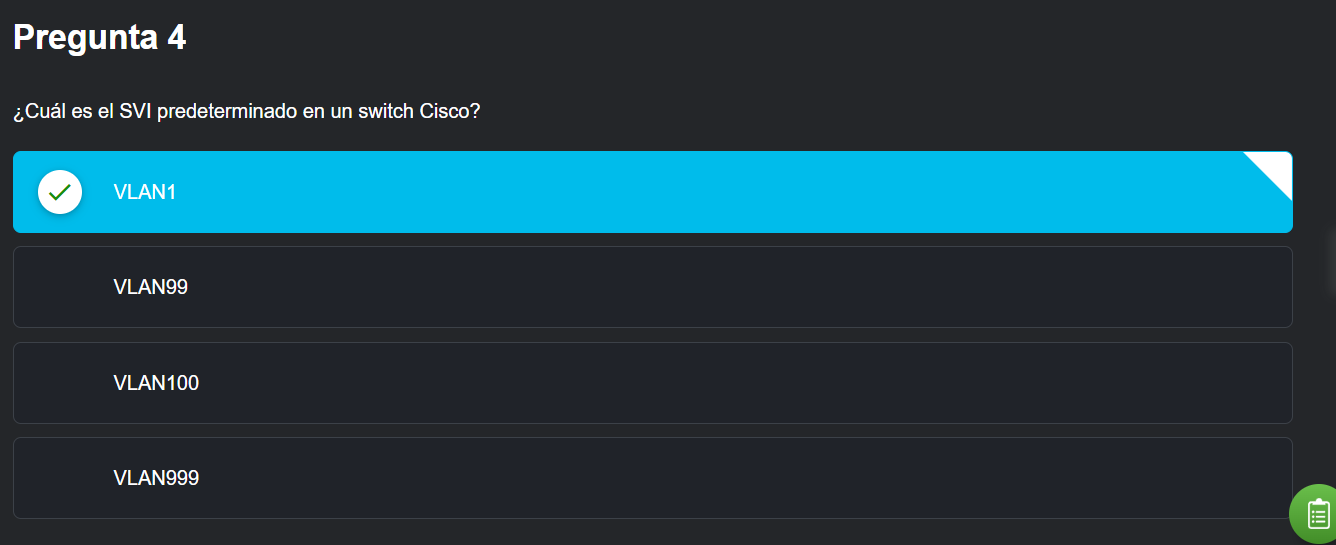 Pregunta 4
¿Cuál es el SVI predeterminado en un switch Cisco?
VLAN1
VLAN99
VLAN100
VLAN999